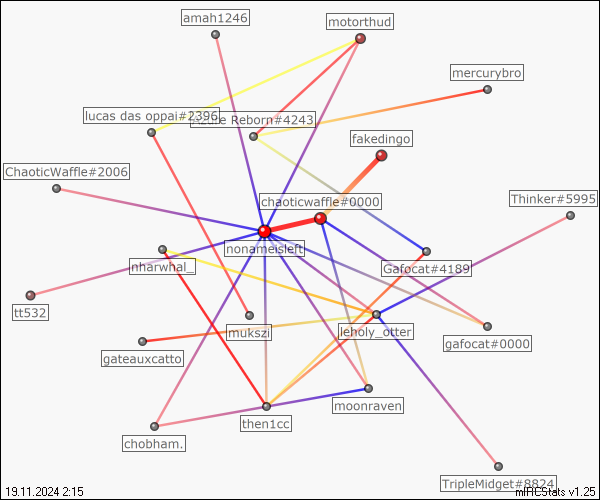 amah1246
motorthud
mercurybro
lucas das oppai#2396
Reborn#4243
fakedingo
ChaoticWaffle#2006
chaoticwaffle#0000
Thinker#5995
nonameisleft
nharwhal_
Gafocat#4189
tt532
mukszi
leholy_otter
gateauxcatto
gafocat#0000
moonraven
then1cc
chobham.
TripleMidget#8824
19.11.2024 2:15
mIRCStats v1.25